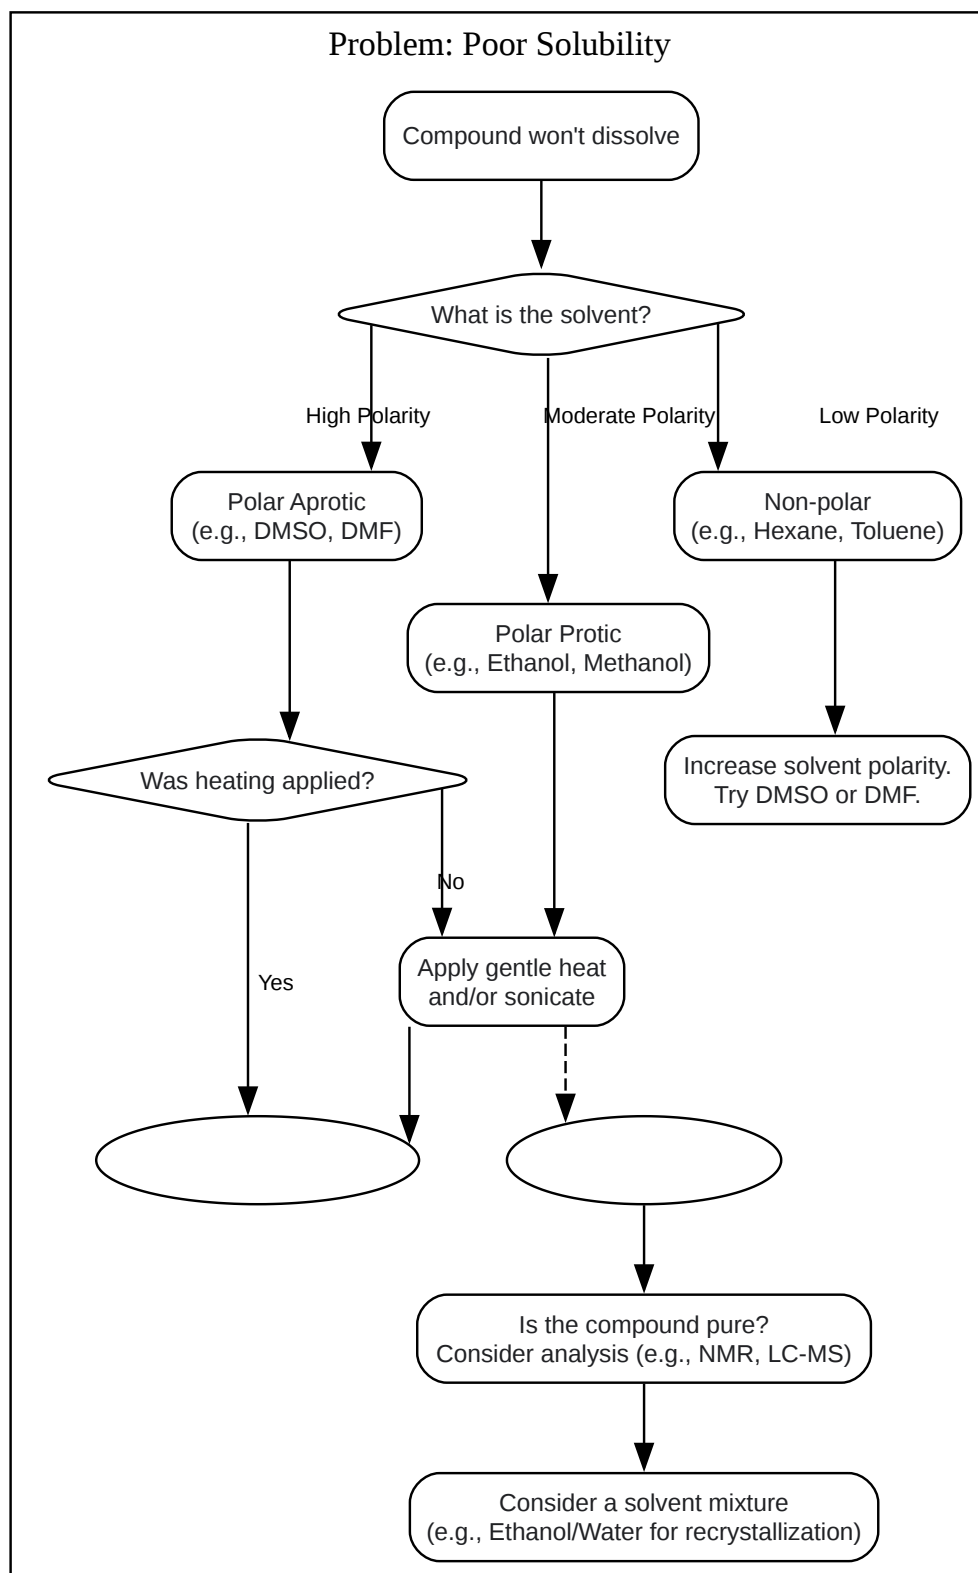 Problem: Poor Solubility
Compound won't dissolve
What is the solvent?
High Polarity
Moderate Polarity
Low Polarity
Polar Aprotic
(e.g., DMSO, DMF)
Non-polar
(e.g., Hexane, Toluene)
Polar Protic
(e.g., Ethanol, Methanol)
Was heating applied?
Increase solvent polarity.
Try DMSO or DMF.
No
Yes
Apply gentle heat
and/or sonicate
Is the compound pure?
Consider analysis (e.g., NMR, LC-MS)
Consider a solvent mixture
(e.g., Ethanol/Water for recrystallization)